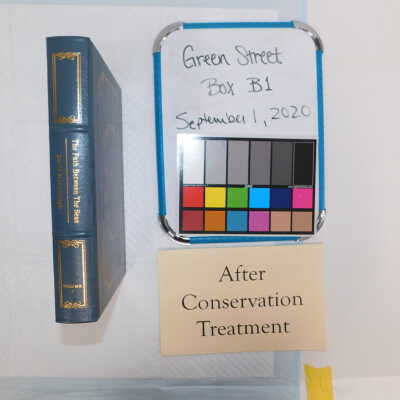 The Path Between The Seas
Green Street
Box B1
September 1, 2020
After
Conservation
Treatment